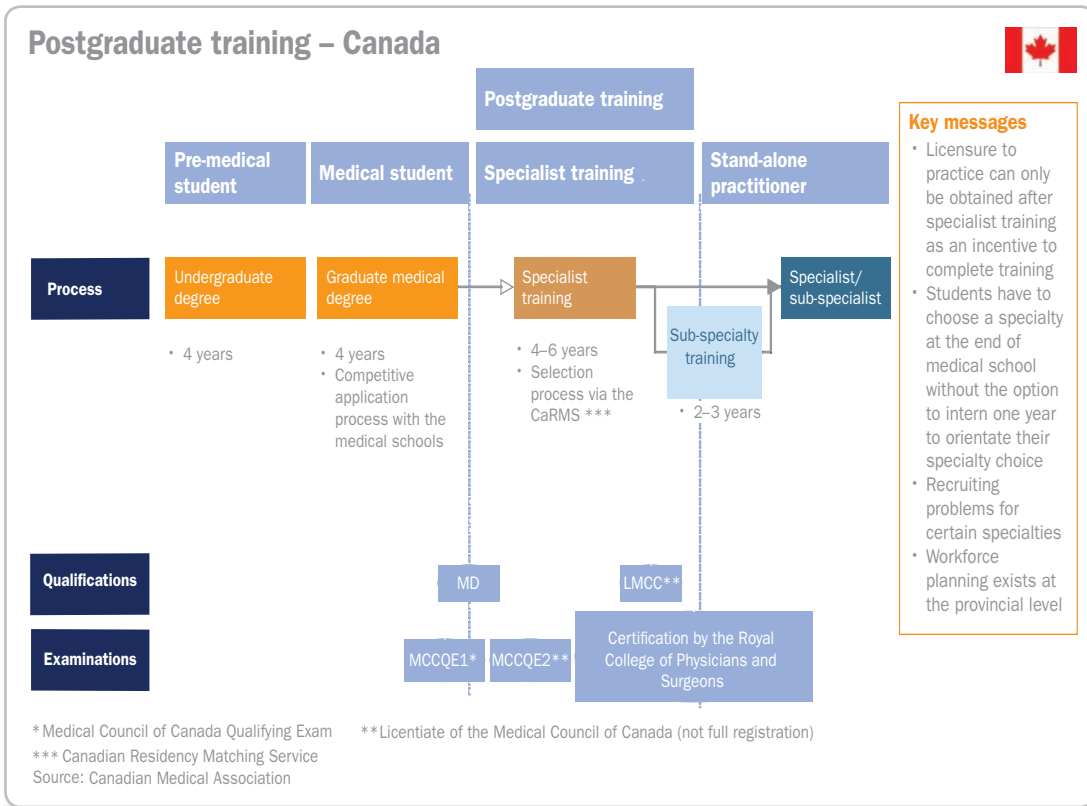 Postgraduate training – Canada
Postgraduate training
Pre-medical
student
Medical student
Specialist training .
Stand-alone
practitioner
Process
Undergraduate
degree
Graduate medical
degree
Specialist
training
Sub-specialty
training
Specialist/
sub-specialist
• 4 years
• 4 years
• Competitive
application
process with the
medical schools
• 4–6 years
• Selection
process via the
CaRMS ***
• 2–3 years
Qualifications
MD
LMCC**
Examinations
MCCQE1*
MCCQE2**
Certification by the Royal
College of Physicians and
Surgeons
Key messages
• Licensure to
practice can only
be obtained after
specialist training
as an incentive to
complete training
• Students have to
choose a specialty
at the end of
medical school
without the option
to intern one year
to orientate their
specialty choice
• Recruiting
problems for
certain specialties
• Workforce
planning exists at
the provincial level
* Medical Council of Canada Qualifying Exam
**Licentiate of the Medical Council of Canada (not full registration)
*** Canadian Residency Matching Service
Source: Canadian Medical Association